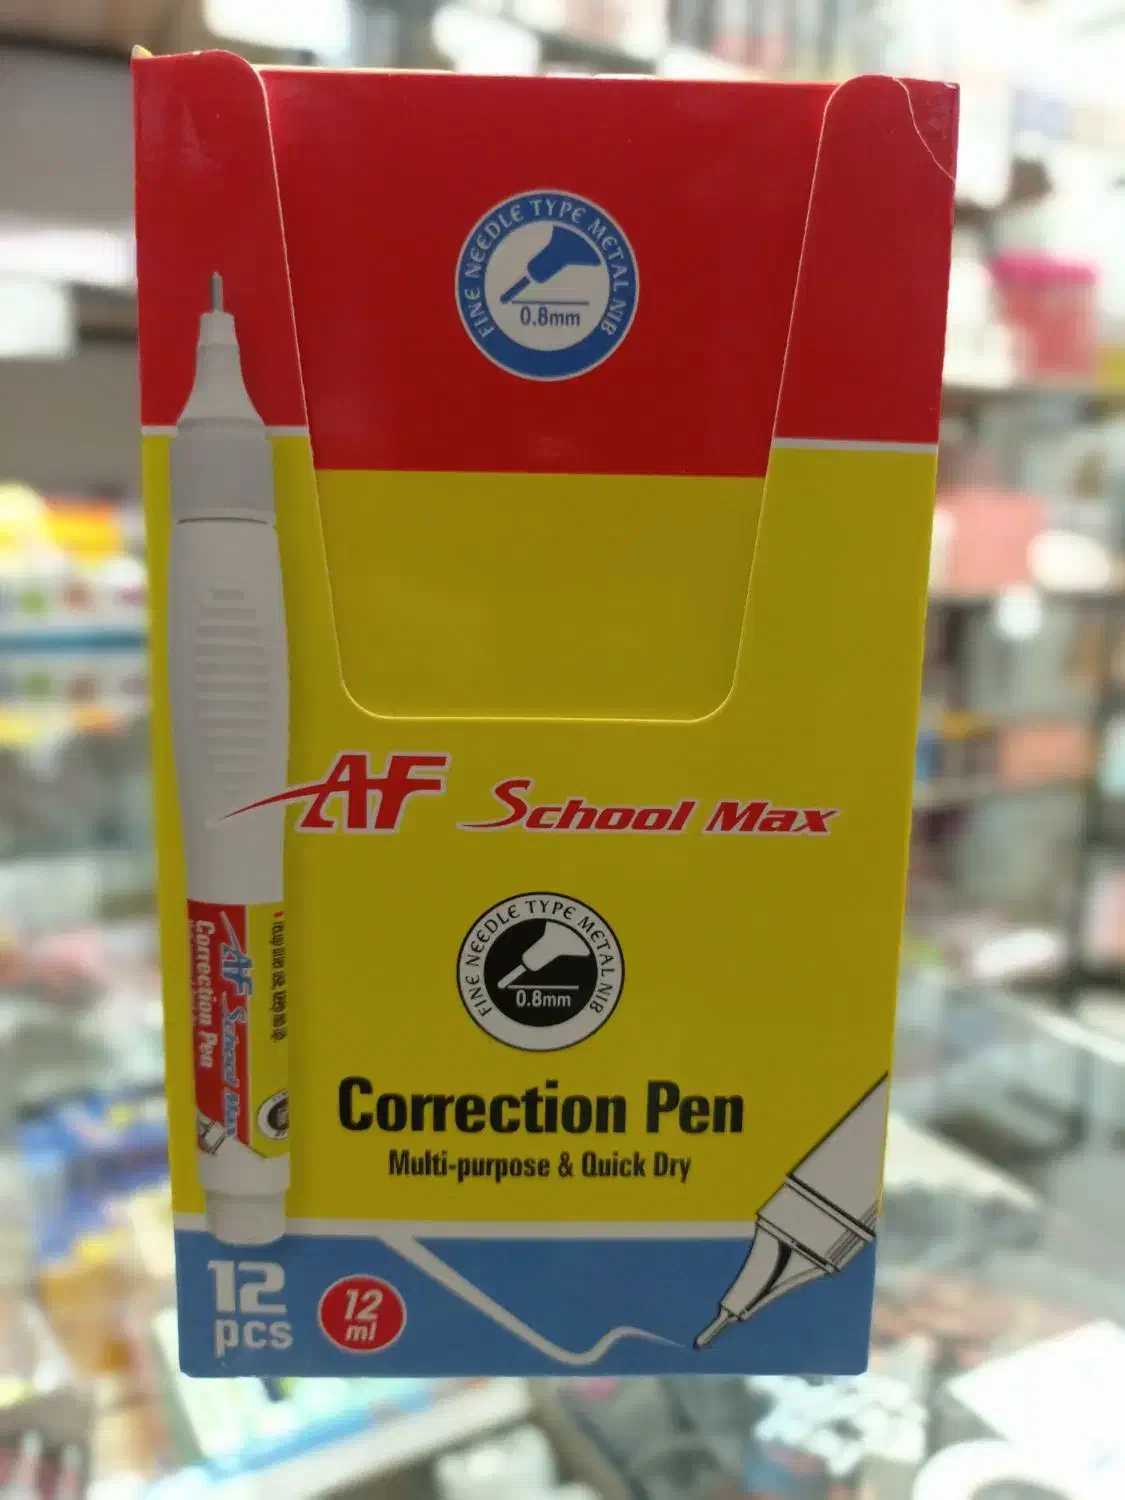 FINE NEEDLE TYPE METAL NIB
0.8mm
AF School Max
FINE NEEDLE TYPE METAL NIB
0.8mm
Correction Pen
Multi-purpose & Quick Dry
AF School Max
Correction Pen
12
pcs
12
ml